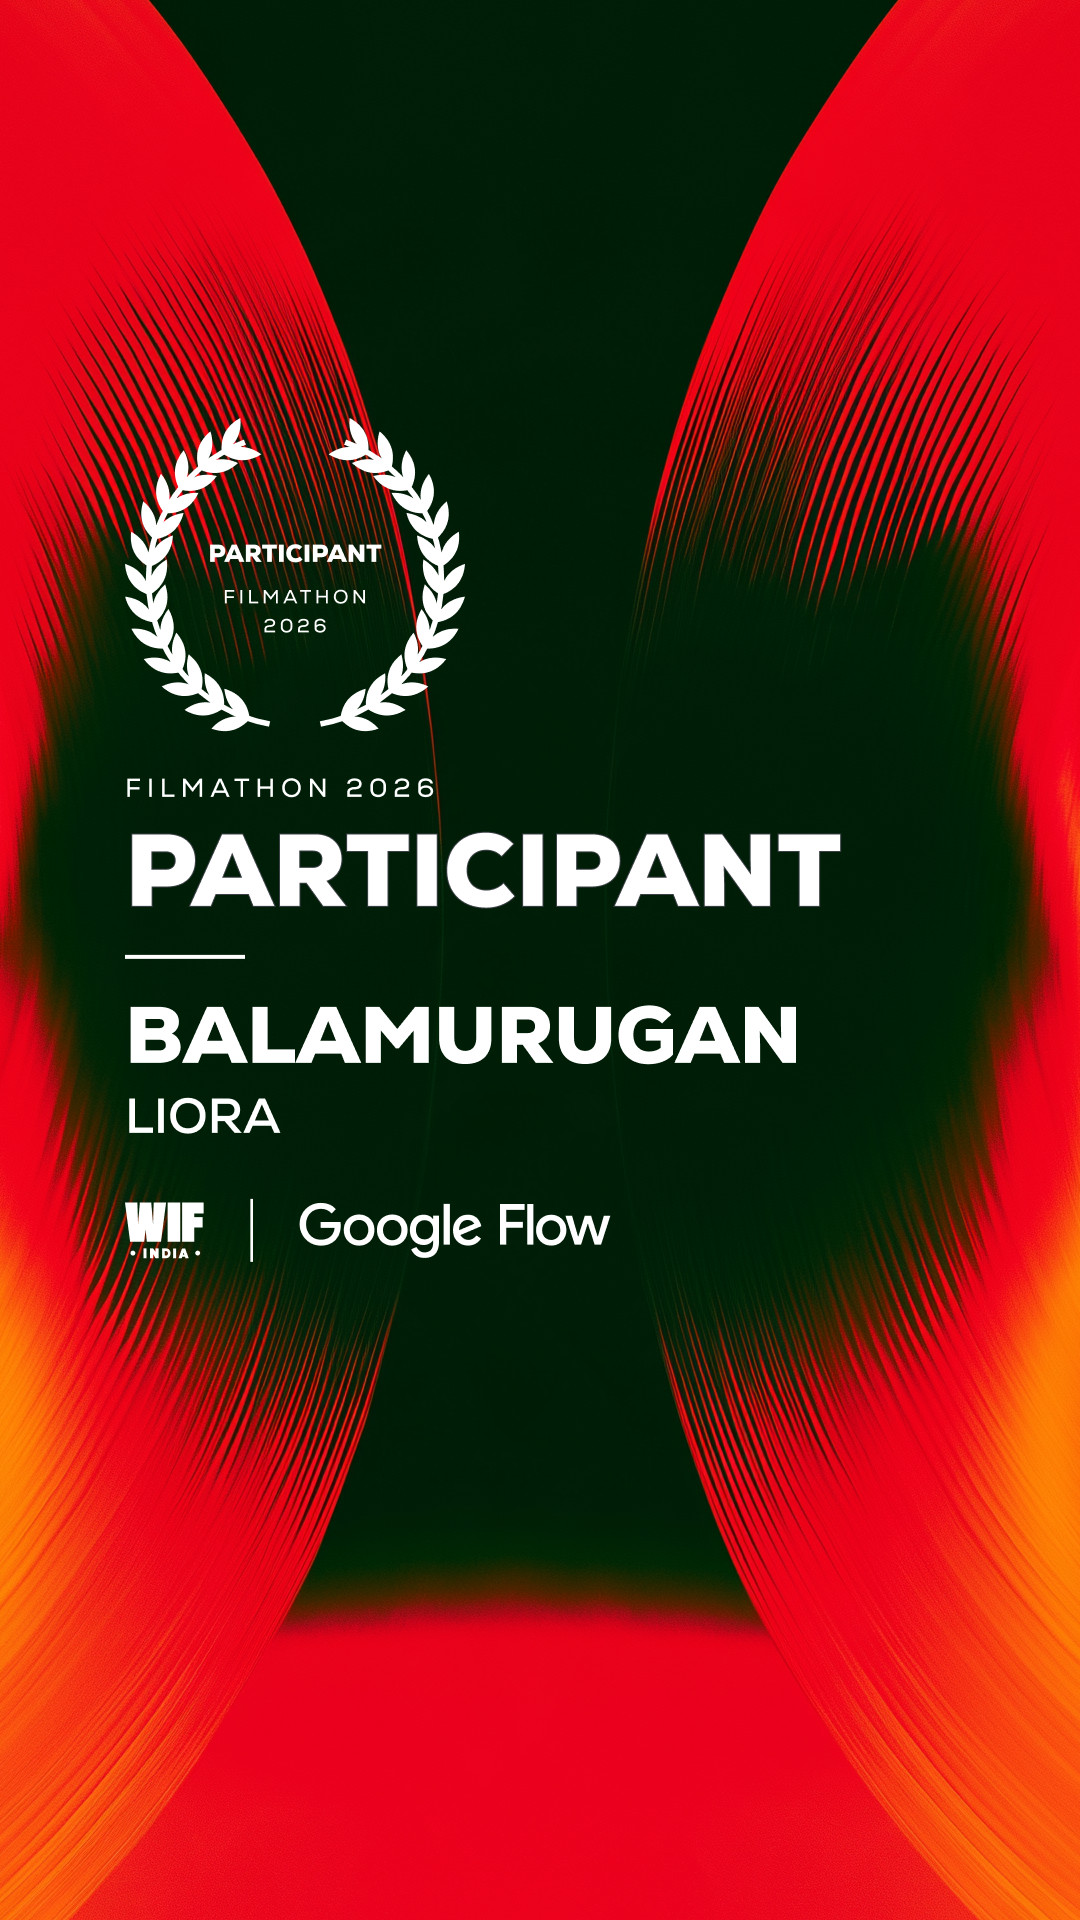 PARTICIPANT
FILMATHON
2026
FILMATHON 2026
PARTICIPANT
BALAMURUGAN
LIORA
WIF
• INDIA •
Google Flow